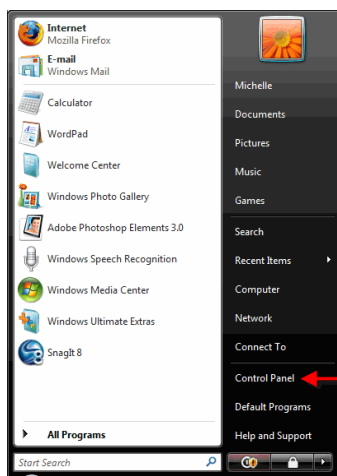 Internet
Mozilla Firefox
E-mail
Windows Mail
Calculator
WordPad
Welcome Center
Windows Photo Gallery
Adobe Photoshop Elements 3.0
Windows Speech Recognition
Windows Media Center
Windows Ultimate Extras
SnagIt 8
All Programs
Start Search
Michelle
Documents
Pictures
Music
Games
Search
Recent Items
Computer
Network
Connect To
Control Panel
Default Programs
Help and Support